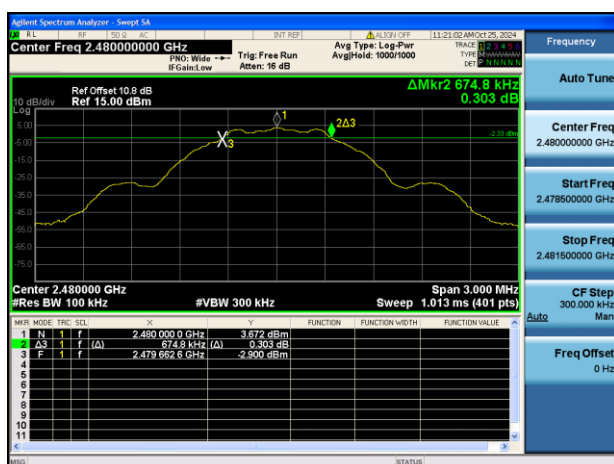 Agilent Spectrum Analyzer - Swept SA
RL RF 50 Ω AC INT REF ALIGN OFF 11:21:02 AM Oct 25, 2024
Center Freq 2.480000000 GHz
PNO: Wide
IFGain:Low
Trig: Free Run
Atten: 16 dB
Avg Type: Log-Pwr
Avg|Hold: 1000/1000
TRACE 1 2 3 4 5 6
TYPE M
DET P N N N N N
Ref Offset 10.8 dB
Ref 15.00 dBm
10 dB/div
Log
ΔMkr2 674.8 kHz
0.303 dB
5.00
-5.00
-15.0
-25.0
-35.0
-45.0
-55.0
-65.0
-75.0
1
2Δ3
3
Center 2.480000 GHz
#Res BW 100 kHz
#VBW 300 kHz
Span 3.000 MHz
Sweep 1.013 ms (401 pts)
MKR MODE TRC SCL X Y FUNCTION FUNCTION WIDTH FUNCTION VALUE
1 N 1 f 2.480 000 0 GHz 3.672 dBm
2 Δ3 1 f (Δ) 674.8 kHz (Δ) 0.303 dB
3 F 1 f 2.479 662 6 GHz -2.900 dBm
4
5
6
7
8
9
10
11
MSG STATUS
Frequency
Auto Tune
Center Freq
2.480000000 GHz
Start Freq
2.478500000 GHz
Stop Freq
2.481500000 GHz
CF Step
300.000 kHz
Auto Man
Freq Offset
0 Hz